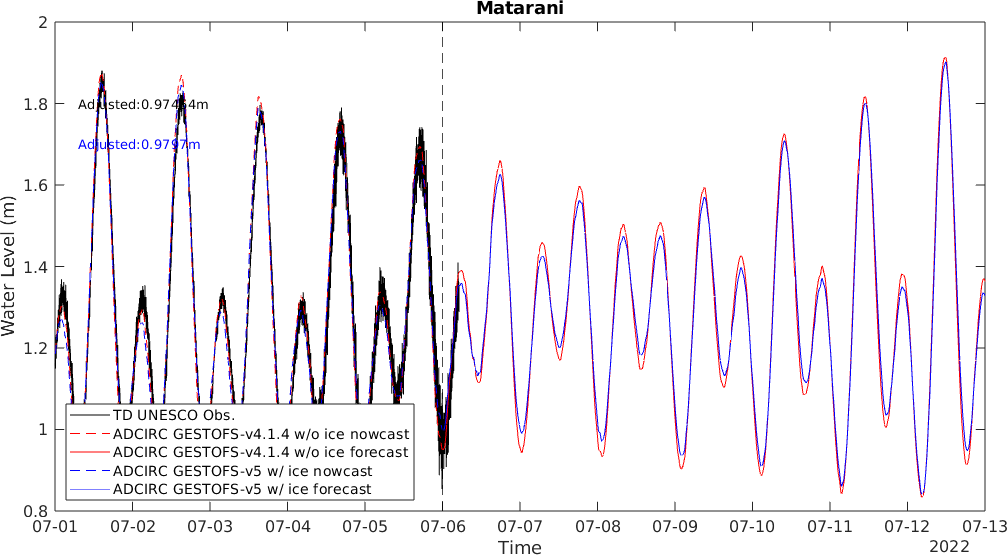 Matarani
Water Level (m)
2
1.8
1.6
1.4
1.2
1
0.8
Adjusted:0.97464m
Adjusted:0.9797m
TD UNESCO Obs.
ADCIRC GESTOFS-v4.1.4 w/o ice nowcast
ADCIRC GESTOFS-v4.1.4 w/o ice forecast
ADCIRC GESTOFS-v5 w/ ice nowcast
ADCIRC GESTOFS-v5 w/ ice forecast
07-01 07-02 07-03 07-04 07-05 07-06 07-07 07-08 07-09 07-10 07-11 07-12 07-13
Time
2022